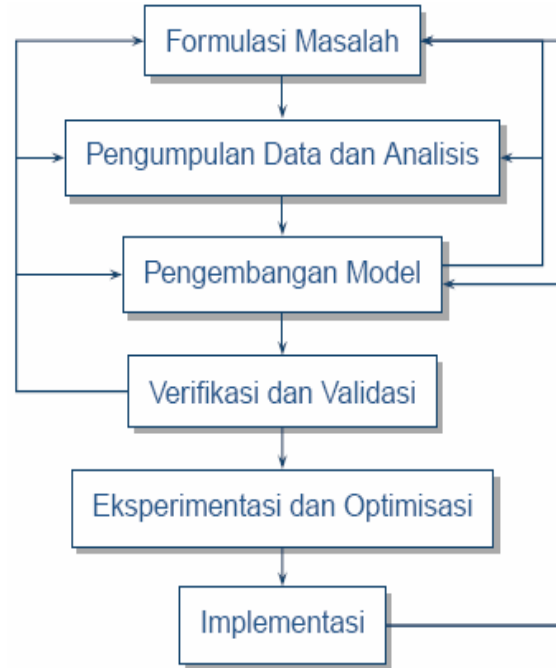 Formulasi Masalah
Pengumpulan Data dan Analisis
Pengembangan Model
Verifikasi dan Validasi
Eksperimentasi dan Optimisasi
Implementasi